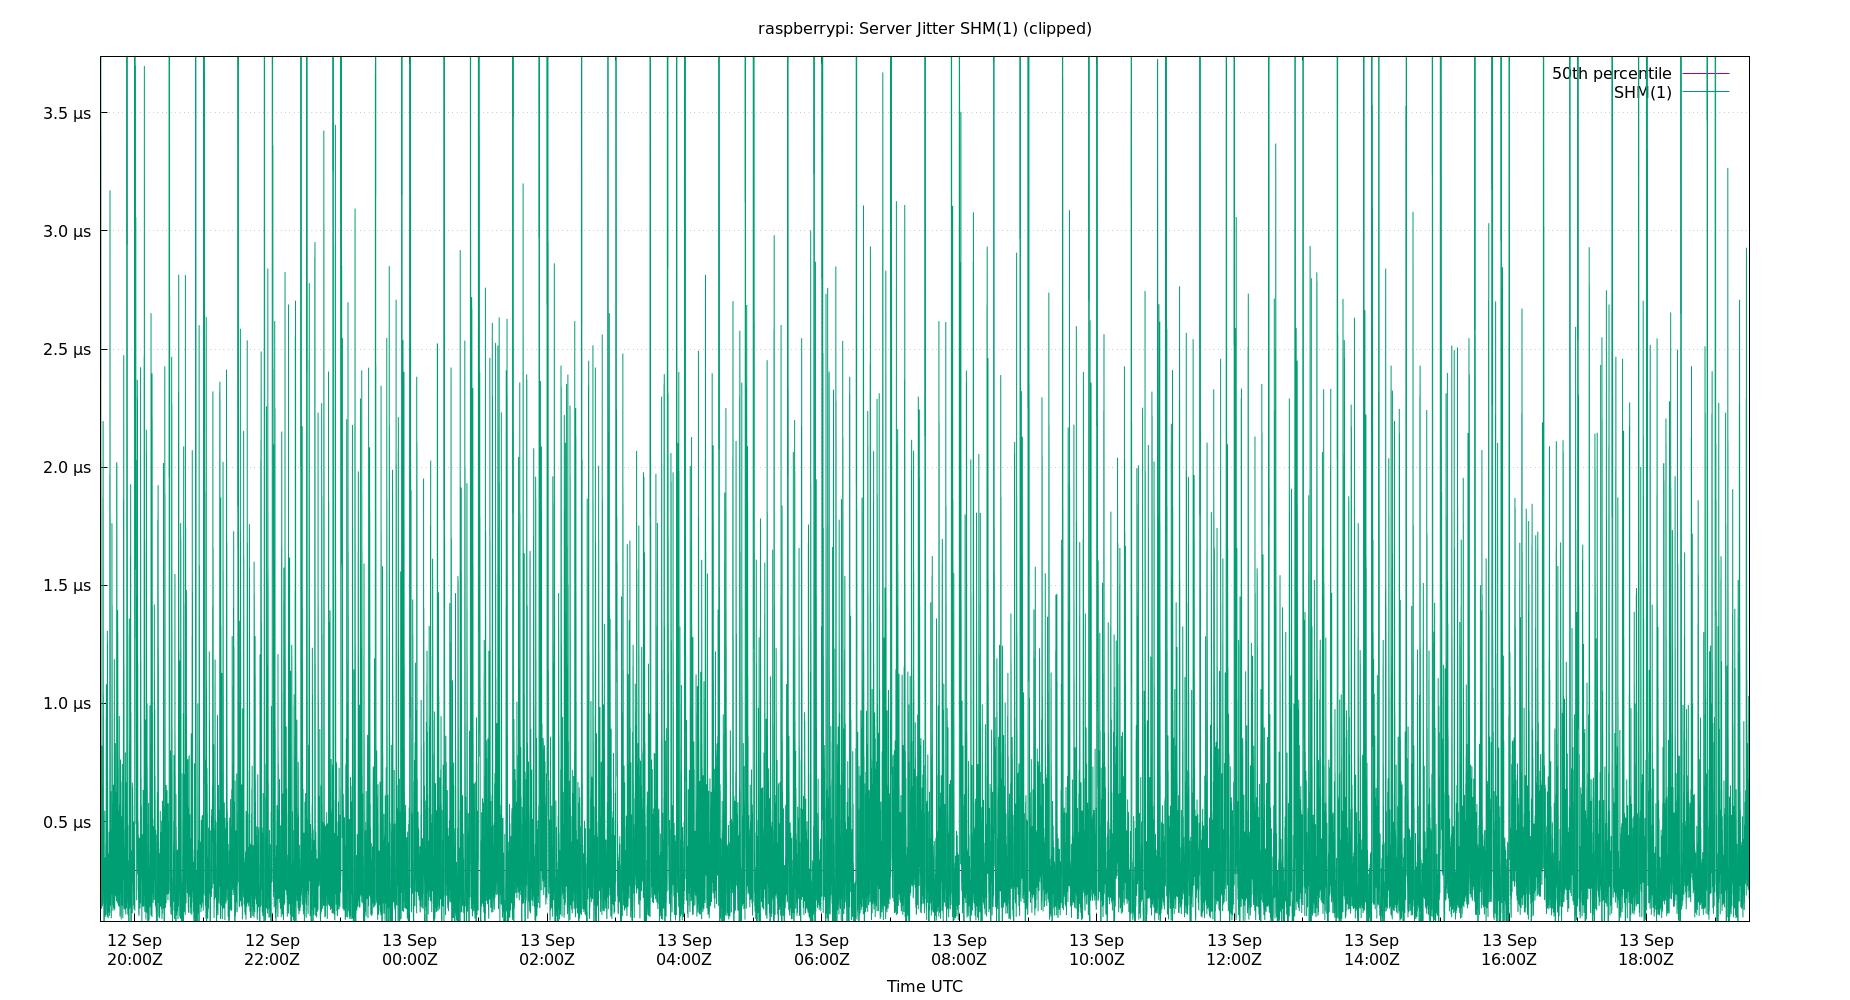 raspberrypi: Server Jitter SHM(1) (clipped)
50th percentile
SHM(1)
3.5 µs
3.0 µs
2.5 µs
2.0 µs
1.5 µs
1.0 µs
0.5 µs
12 Sep 12 Sep 13 Sep 13 Sep 13 Sep 13 Sep 13 Sep 13 Sep 13 Sep 13 Sep 13 Sep 13 Sep
20:00Z 22:00Z 00:00Z 02:00Z 04:00Z 06:00Z 08:00Z 10:00Z 12:00Z 14:00Z 16:00Z 18:00Z
Time UTC